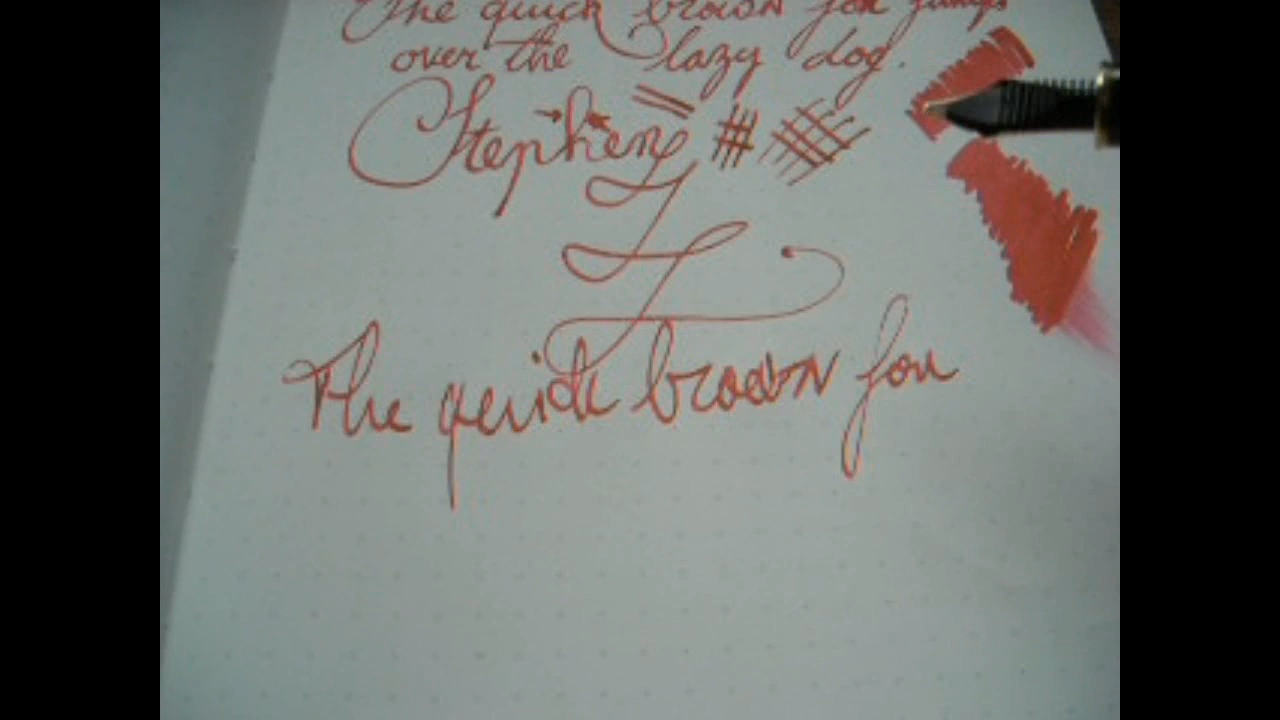 The quick brown fox jumps
over the lazy dog.
Stephen
The quick brown fox